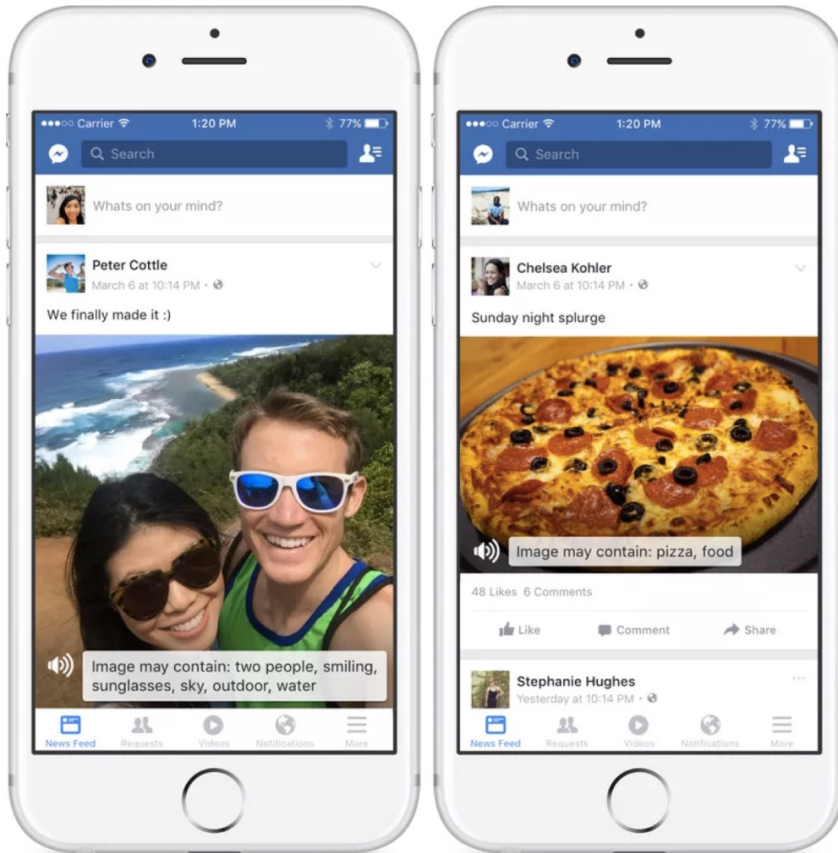 ●●●○○ Carrier 1:20 PM 77%
Search
Whats on your mind?
Peter Cottle
March 6 at 10:14 PM ·
We finally made it :)
Image may contain: two people, smiling,
sunglasses, sky, outdoor, water
News Feed Requests Videos Notifications More
●●●○○ Carrier 1:20 PM 77%
Search
Whats on your mind?
Chelsea Kohler
March 6 at 10:14 PM ·
Sunday night splurge
Image may contain: pizza, food
48 Likes 6 Comments
Like Comment Share
Stephanie Hughes
Yesterday at 10:14 PM ·
News Feed Requests Videos Notifications More